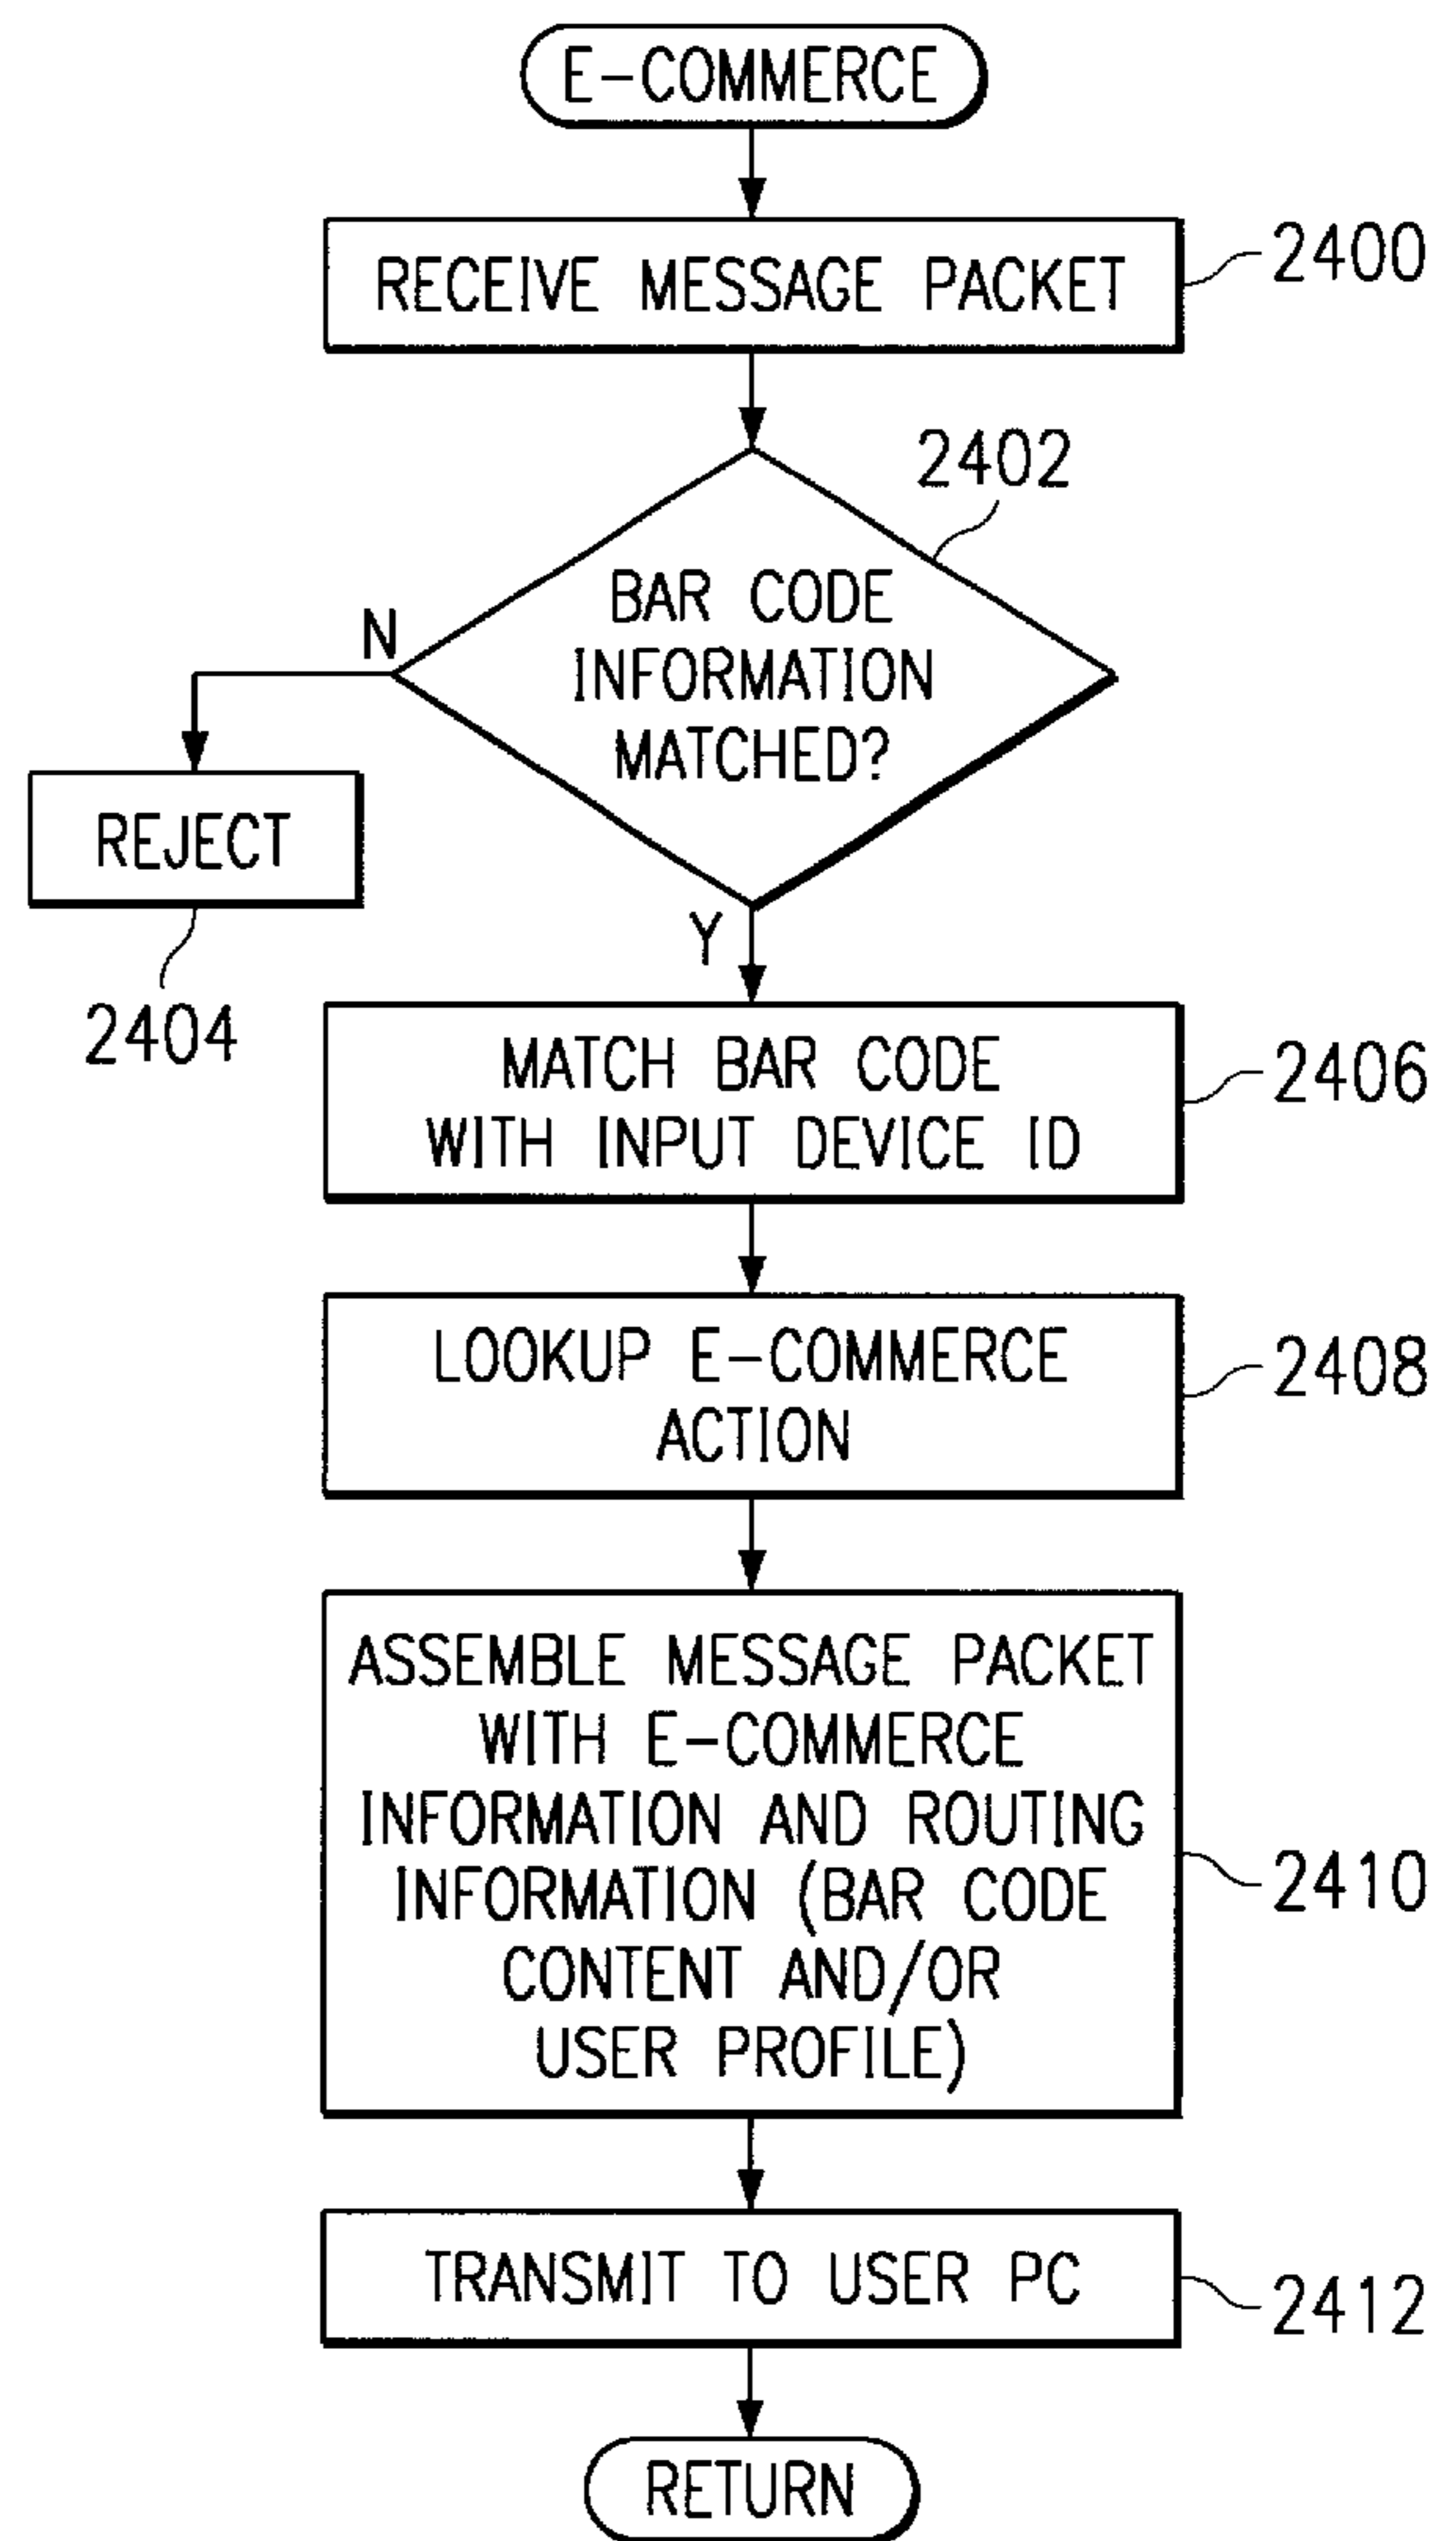 E-COMMERCE
RECEIVE MESSAGE PACKET
2400
2402
BAR CODE
INFORMATION
MATCHED?
N
REJECT
2404
Y
MATCH BAR CODE
WITH INPUT DEVICE ID
2406
LOOKUP E-COMMERCE
ACTION
2408
ASSEMBLE MESSAGE PACKET
WITH E-COMMERCE
INFORMATION AND ROUTING
INFORMATION (BAR CODE
CONTENT AND/OR
USER PROFILE)
2410
TRANSMIT TO USER PC
2412
RETURN